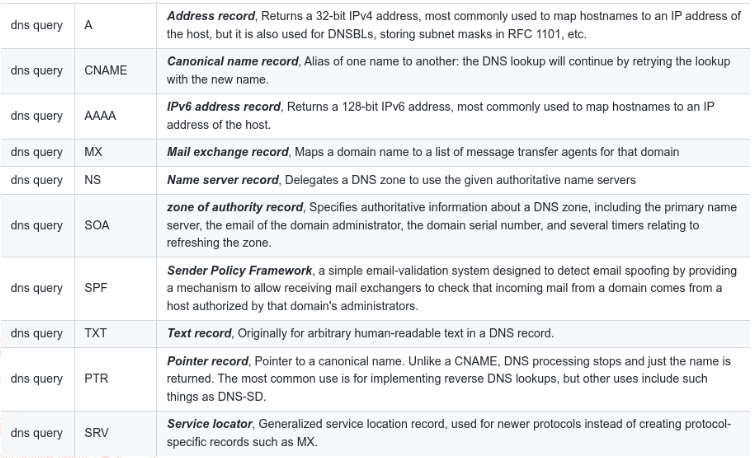 dns query A Address record, Returns a 32-bit IPv4 address, most commonly used to map hostnames to an IP address of
the host, but it is also used for DNSBLs, storing subnet masks in RFC 1101, etc.
dns query CNAME Canonical name record, Alias of one name to another: the DNS lookup will continue by retrying the lookup
with the new name.
dns query AAAA IPv6 address record, Returns a 128-bit IPv6 address, most commonly used to map hostnames to an IP
address of the host.
dns query MX Mail exchange record, Maps a domain name to a list of message transfer agents for that domain
dns query NS Name server record, Delegates a DNS zone to use the given authoritative name servers
dns query SOA zone of authority record, Specifies authoritative information about a DNS zone, including the primary name
server, the email of the domain administrator, the domain serial number, and several timers relating to
refreshing the zone.
dns query SPF Sender Policy Framework, a simple email-validation system designed to detect email spoofing by providing
a mechanism to allow receiving mail exchangers to check that incoming mail from a domain comes from a
host authorized by that domain's administrators.
dns query TXT Text record, Originally for arbitrary human-readable text in a DNS record.
dns query PTR Pointer record, Pointer to a canonical name. Unlike a CNAME, DNS processing stops and just the name is
returned. The most common use is for implementing reverse DNS lookups, but other uses include such
things as DNS-SD.
dns query SRV Service locator, Generalized service location record, used for newer protocols instead of creating protocol-
specific records such as MX.